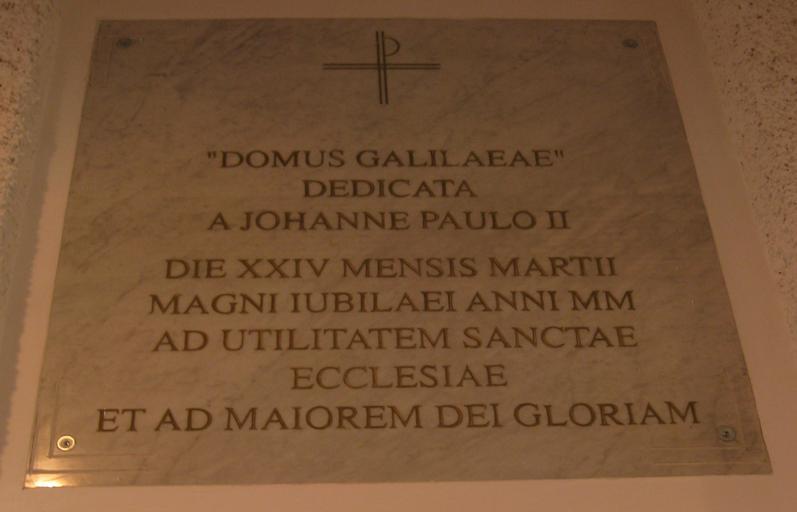 "DOMUS GALILAEAE"
DEDICATA
A JOHANNE PAULO II
DIE XXIV MENSIS MARTII
MAGNI IUBILAEI ANNI MM
AD UTILITATEM SANCTAE
ECCLESIAE
ET AD MAIOREM DEI GLORIAM